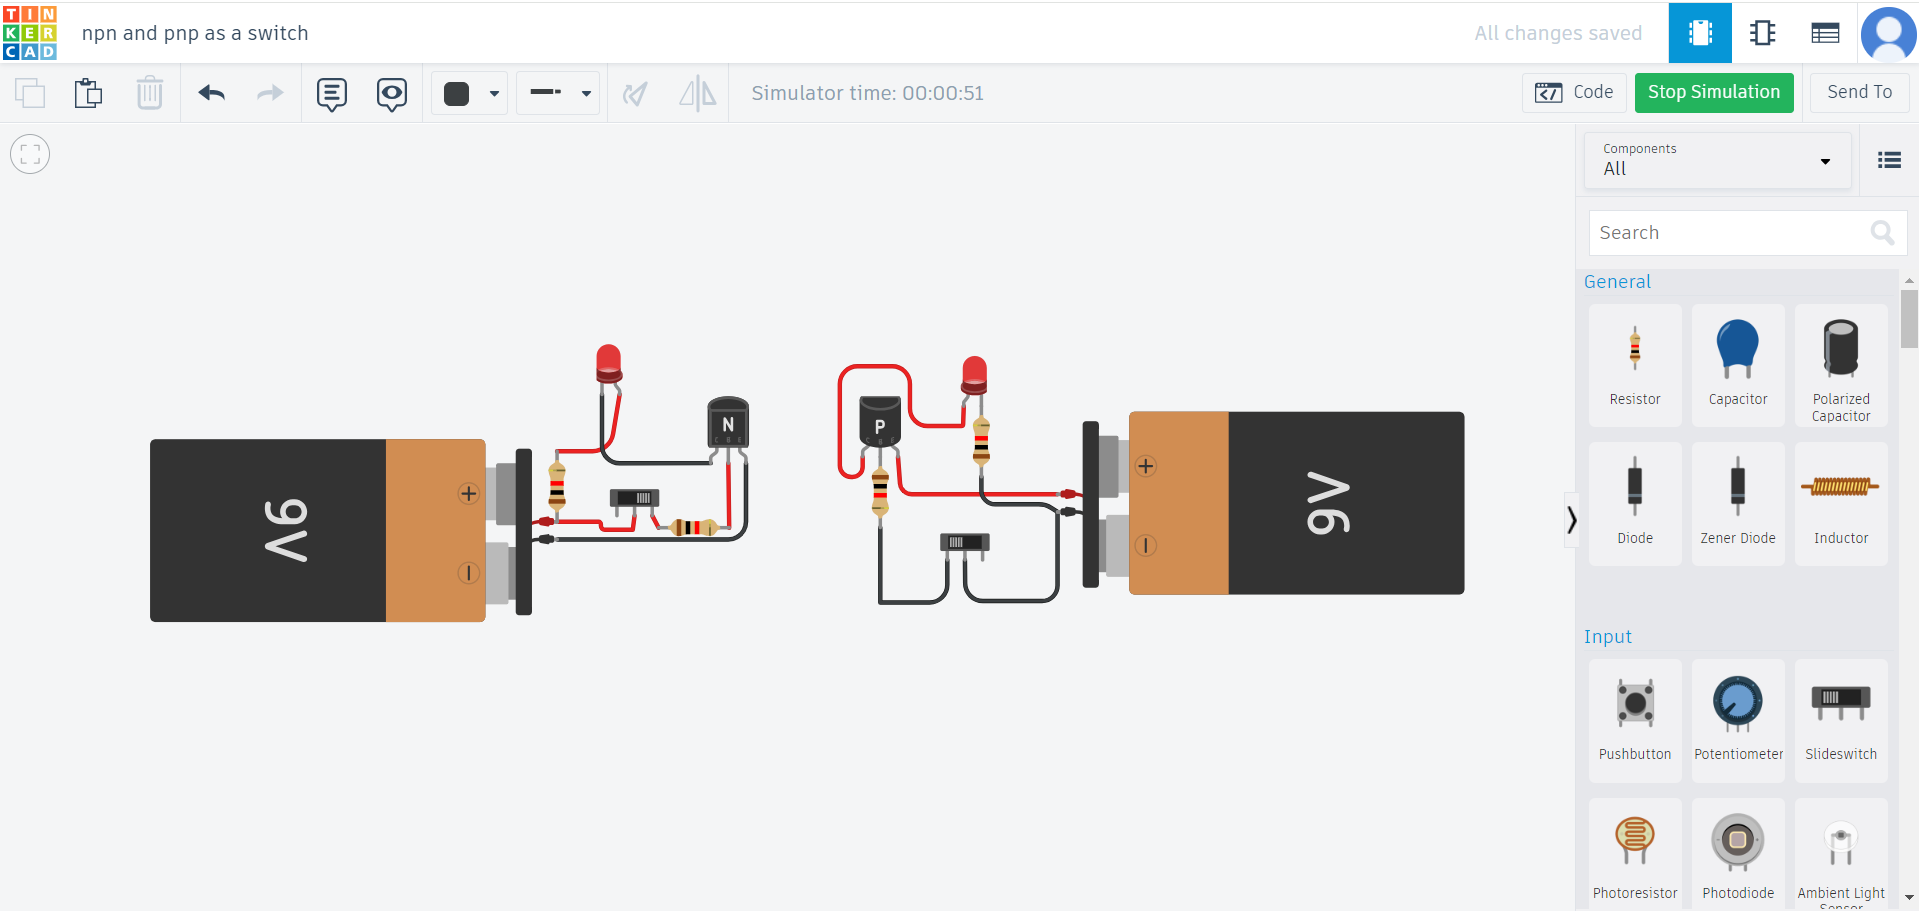 TIN
KER
CAD
npn and pnp as a switch
All changes saved
Simulator time: 00:00:51
Code
Stop Simulation
Send To
Components
All
Search
General
Resistor
Capacitor
Polarized
Capacitor
Diode
Zener Diode
Inductor
Input
Pushbutton
Potentiometer
Slideswitch
Photoresistor
Photodiode
Ambient Light
Sensor
9V
+
N
C B E
P
C B E
+
9V